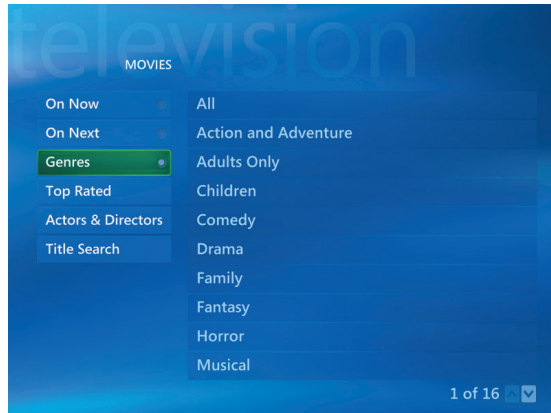 television
MOVIES
On Now
On Next
Genres
Top Rated
Actors & Directors
Title Search
All
Action and Adventure
Adults Only
Children
Comedy
Drama
Family
Fantasy
Horror
Musical
1 of 16